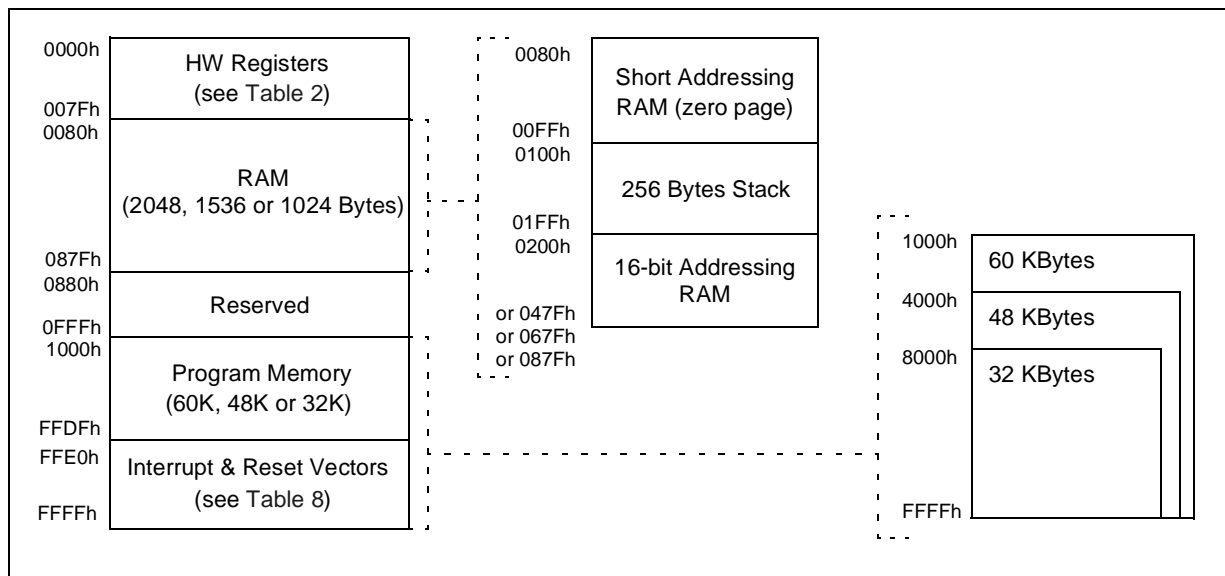 0000h
HW Registers
(see Table 2)
007Fh
0080h
RAM
(2048, 1536 or 1024 Bytes)
087Fh
0880h
Reserved
0FFFh
1000h
Program Memory
(60K, 48K or 32K)
FFDFh
FFE0h
Interrupt & Reset Vectors
(see Table 8)
FFFFh
0080h
Short Addressing
RAM (zero page)
00FFh
0100h
256 Bytes Stack
01FFh
0200h
16-bit Addressing
RAM
or 047Fh
or 067Fh
or 087Fh
1000h
60 KBytes
4000h
48 KBytes
8000h
32 KBytes
FFFFh